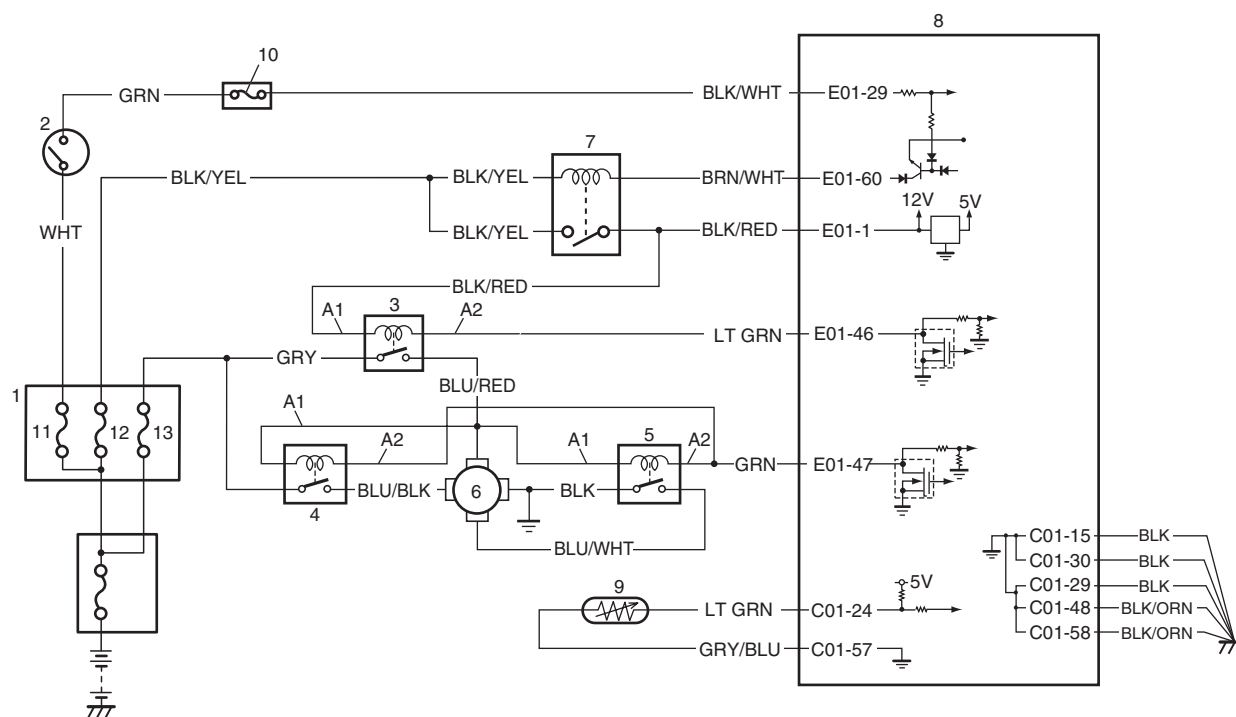 8
10
GRN
BLK/WHT
E01-29
2
7
BLK/YEL
BLK/YEL
BRN/WHT
E01-60
12V
5V
WHT
BLK/YEL
BLK/RED
E01-1
BLK/RED
A1
3
A2
LT GRN
E01-46
GRY
BLU/RED
1
A1
11
12
13
A2
A1
5
A2
GRN
E01-47
BLU/BLK
6
BLK
4
BLU/WHT
C01-15
BLK
C01-30
BLK
C01-29
BLK
C01-48
BLK/ORN
C01-58
BLK/ORN
9
5V
LT GRN
C01-24
GRY/BLU
C01-57